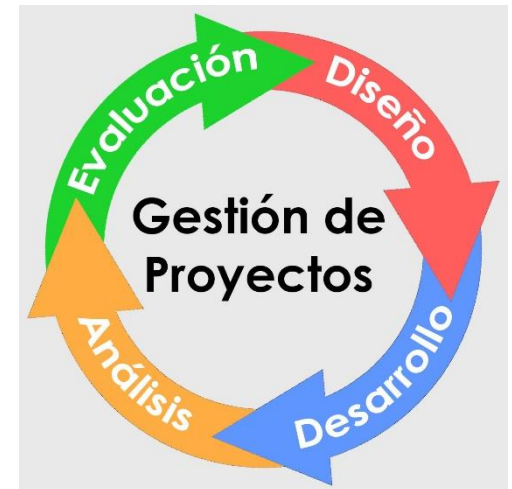 Evaluación
Diseño
Gestión de
Proyectos
Análisis
Desarrollo